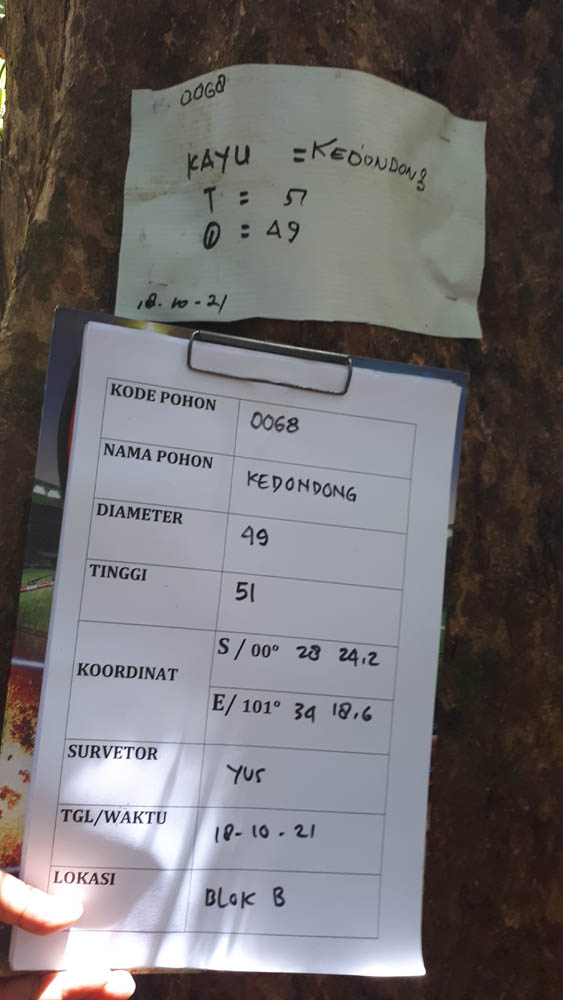 0068
KAYU = KEDONDONG
T = 51
Ⓓ = 49
18-10-21
KODE POHON 0068
NAMA POHON KEDONDONG
DIAMETER 49
TINGGI 51
KOORDINAT
S / 00° 28 24,2
E/ 101° 34 18,6
SURVETOR YUS
TGL/WAKTU 18-10-21
LOKASI BLOK B